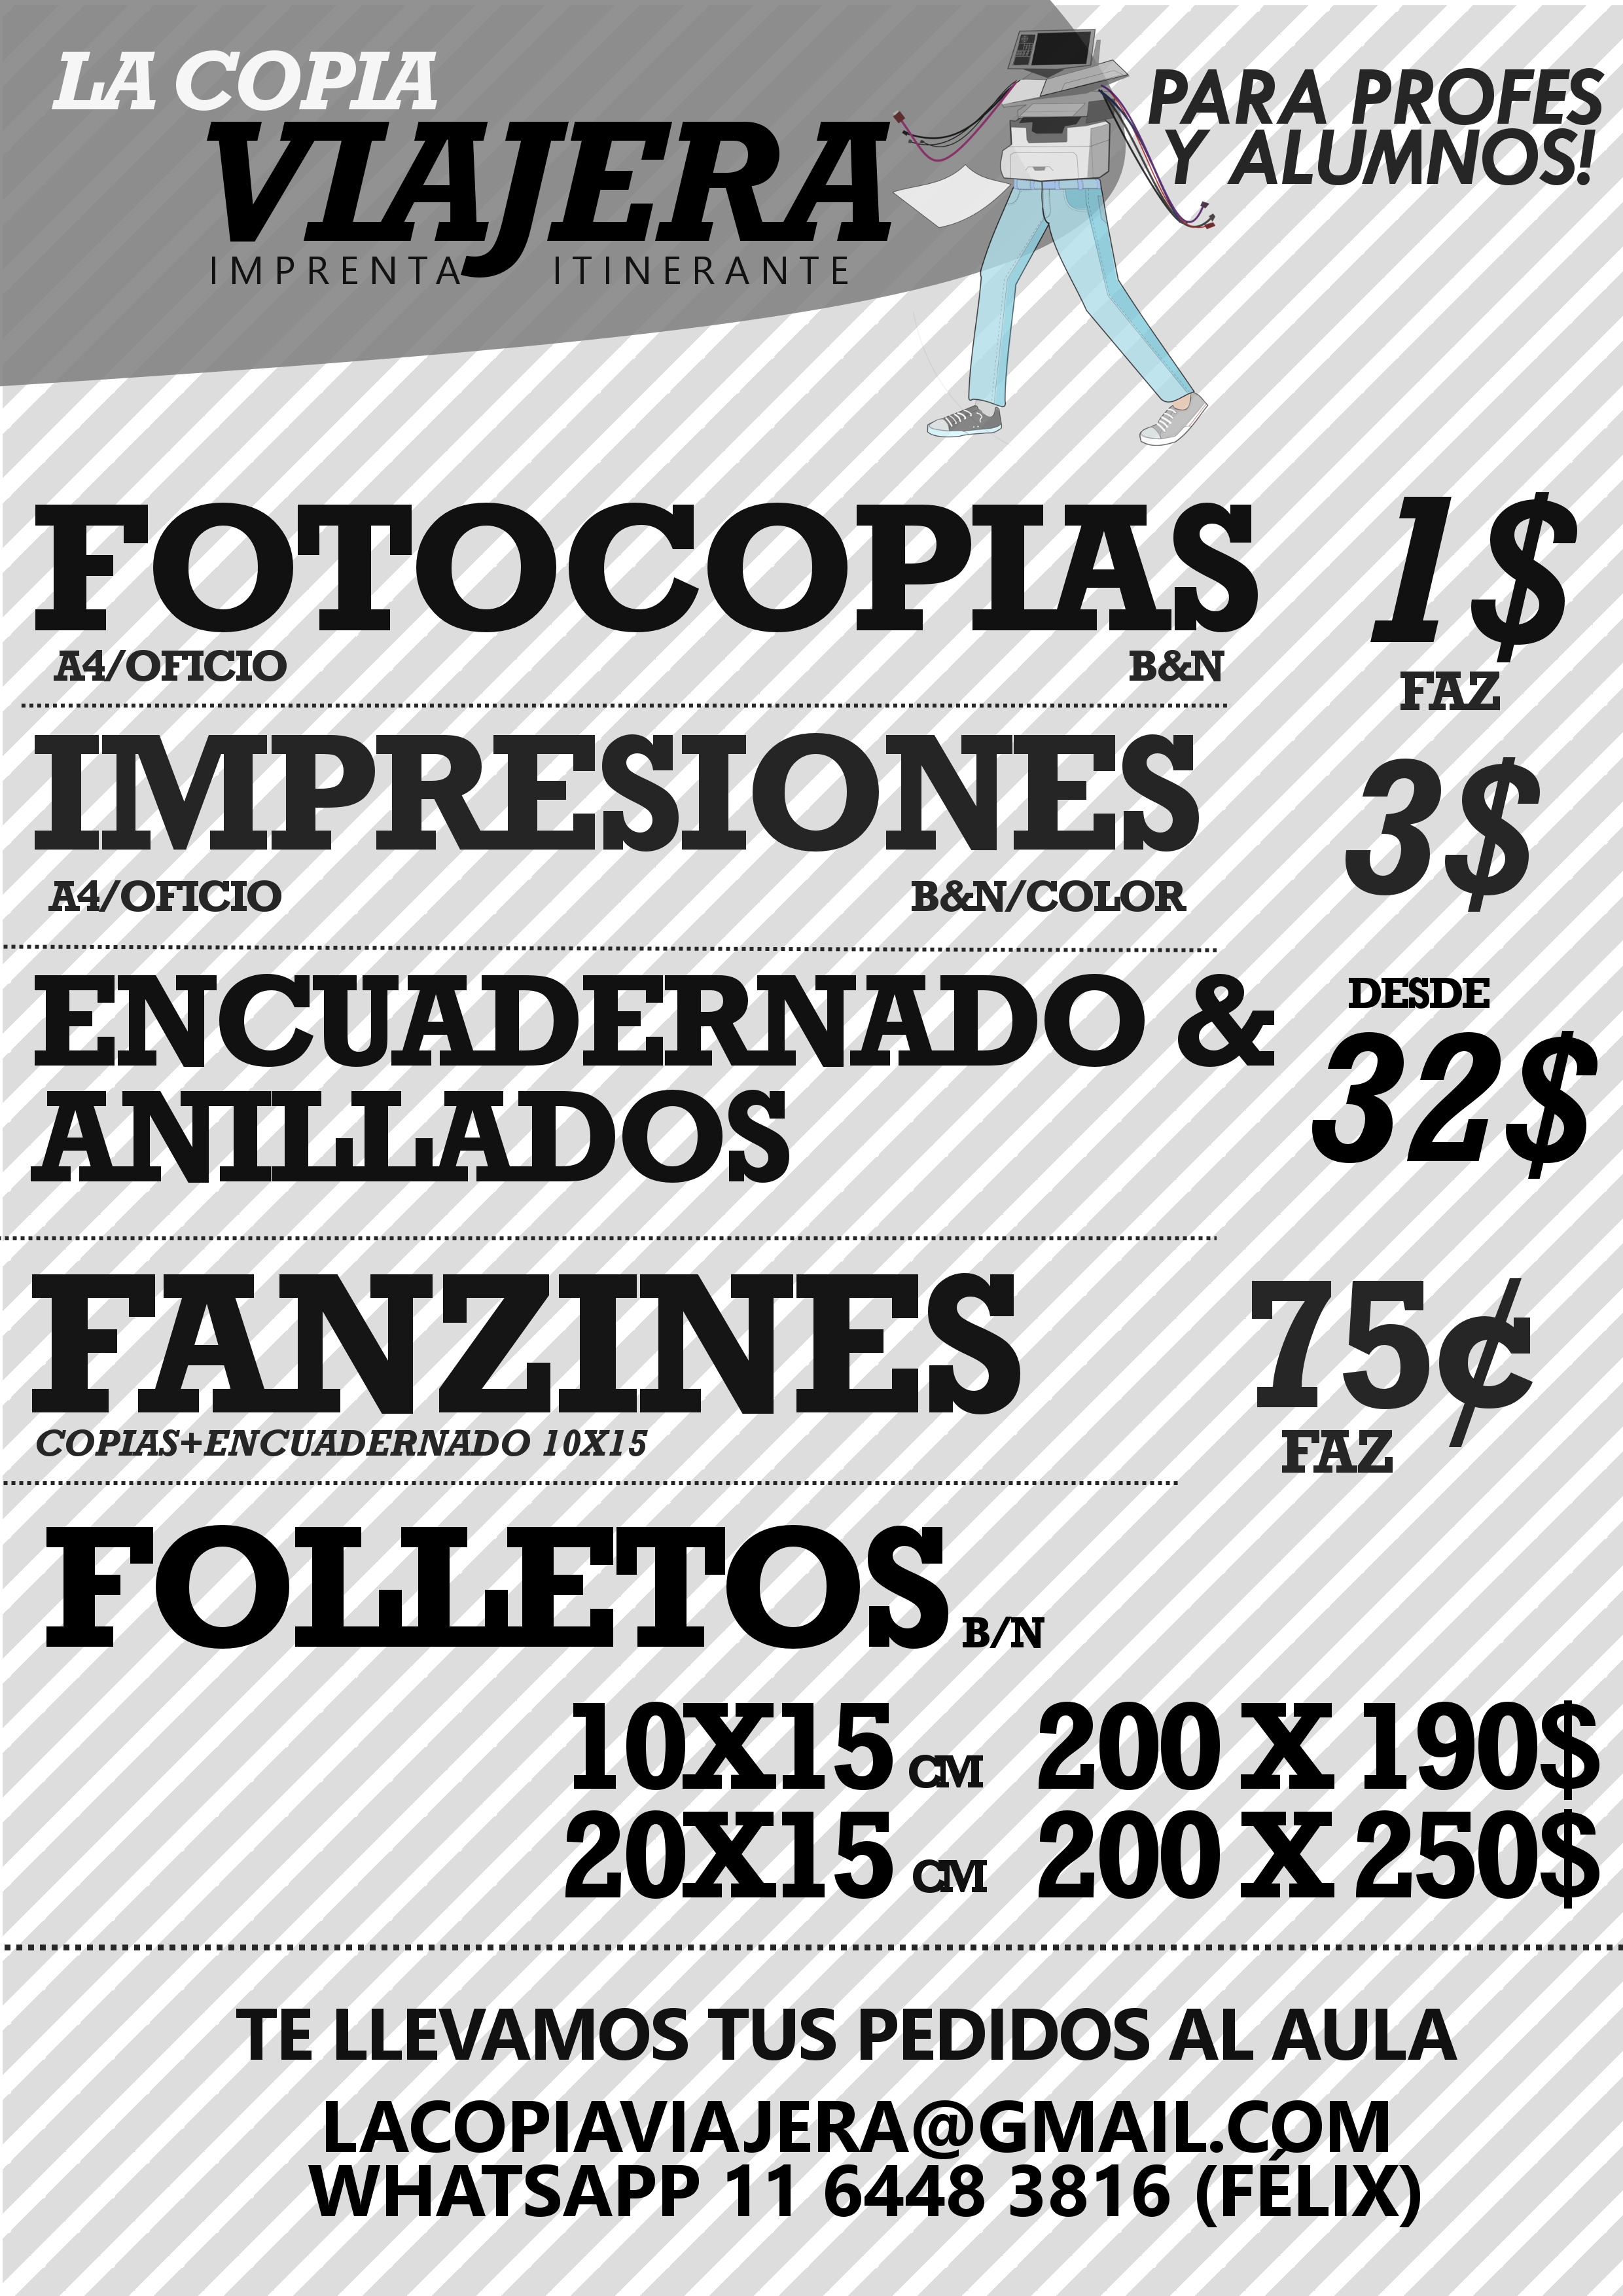 LA COPIA
VIAJERA
IMPRENTA ITINERANTE
PARA PROFES
Y ALUMNOS!
FOTOCOPIAS 1$
A4/OFICIO B&N
FAZ
IMPRESIONES 3$
A4/OFICIO B&N/COLOR
ENCUADERNADO &
ANILLADOS
DESDE
32$
FANZINES 75¢
COPIAS+ENCUADERNADO 10X15
FAZ
FOLLETOS B/N
10X15 CM 200 X 190$
20X15 CM 200 X 250$
TE LLEVAMOS TUS PEDIDOS AL AULA
LACOPIAVIAJERA@GMAIL.COM
WHATSAPP 11 6448 3816 (FÉLIX)